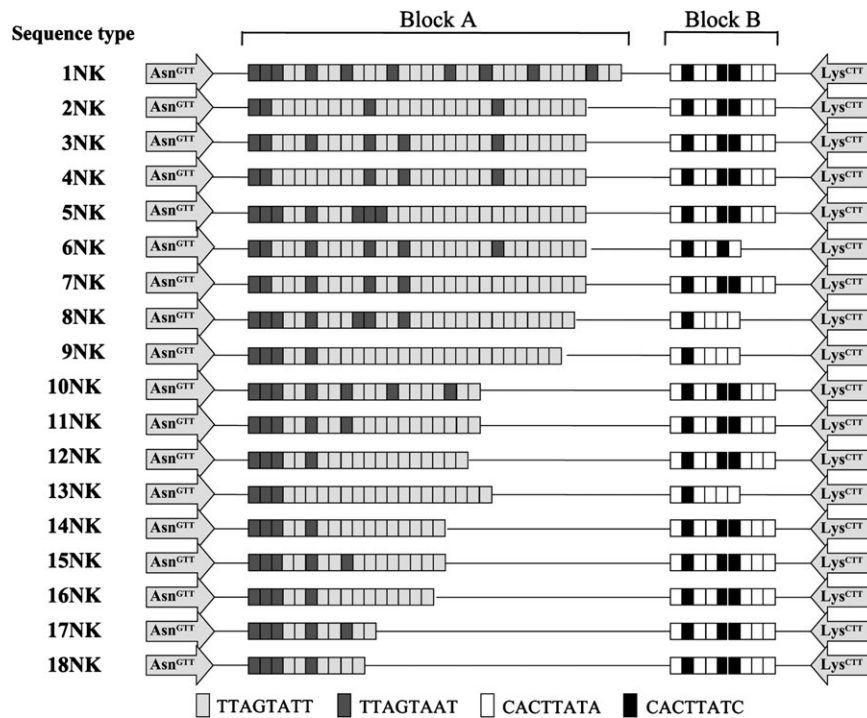 Block A Block B
Sequence type
1NK Asn^GTT Lys^CTT
2NK Asn^GTT Lys^CTT
3NK Asn^GTT Lys^CTT
4NK Asn^GTT Lys^CTT
5NK Asn^GTT Lys^CTT
6NK Asn^GTT Lys^CTT
7NK Asn^GTT Lys^CTT
8NK Asn^GTT Lys^CTT
9NK Asn^GTT Lys^CTT
10NK Asn^GTT Lys^CTT
11NK Asn^GTT Lys^CTT
12NK Asn^GTT Lys^CTT
13NK Asn^GTT Lys^CTT
14NK Asn^GTT Lys^CTT
15NK Asn^GTT Lys^CTT
16NK Asn^GTT Lys^CTT
17NK Asn^GTT Lys^CTT
18NK Asn^GTT Lys^CTT
TTAGTATT TTAGTAAT CACTTATA CACTTATC